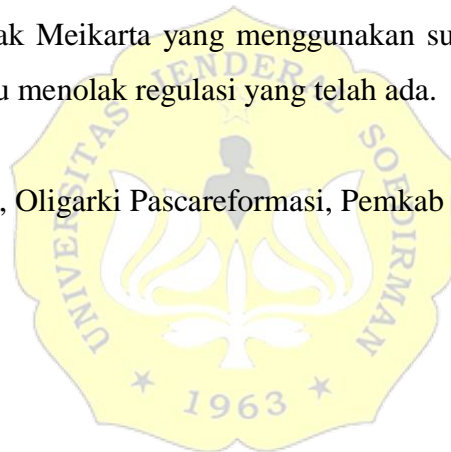 ak Meikarta yang menggunakan su
u menolak regulasi yang telah ada.
, Oligarki Pascareformasi, Pemkab
UNIVERSITAS JENDERAL SOEDIRMAN
1963